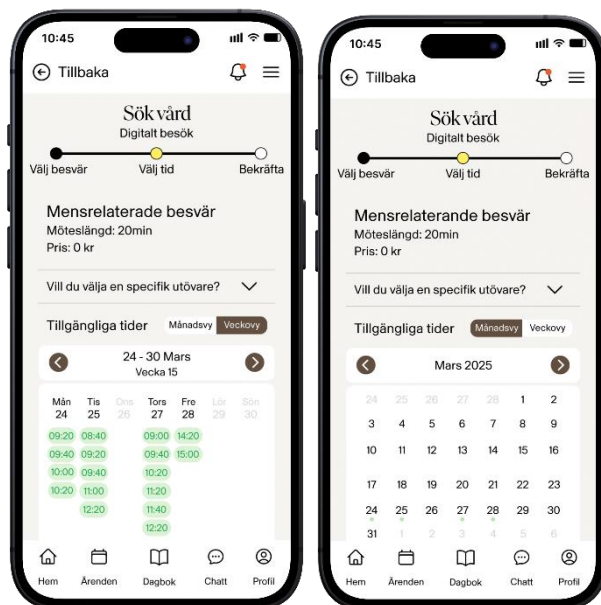 10:45
Tillbaka
Sök vård
Digitalt besök
Välj besvär Välj tid Bekräfta
Mensrelaterade besvär
Möteslängd: 20min
Pris: 0 kr
Vill du välja en specifik utövare?
Tillgängliga tider Månadsvy Veckovy
24 - 30 Mars
Vecka 15
Mån Tis Ons Tors Fre Lör Sön
24 25 26 27 28 29 30
09:20 08:40 09:00 14:20
09:40 09:20 09:40 15:00
10:00 09:40 10:20
10:20 11:00 11:20
12:20 11:40
12:20
Hem Ärenden Dagbok Chatt Profil
10:45
Tillbaka
Sök vård
Digitalt besök
Välj besvär Välj tid Bekräfta
Mensrelaterande besvär
Möteslängd: 20min
Pris: 0 kr
Vill du välja en specifik utövare?
Tillgängliga tider Månadsvy Veckovy
Mars 2025
24 25 26 27 28 1 2
3 4 5 6 7 8 9
10 11 12 13 14 15 16
17 18 19 20 21 22 23
24 25 26 27 28 29 30
31 1 2 3 4 5 6
Hem Ärenden Dagbok Chatt Profil